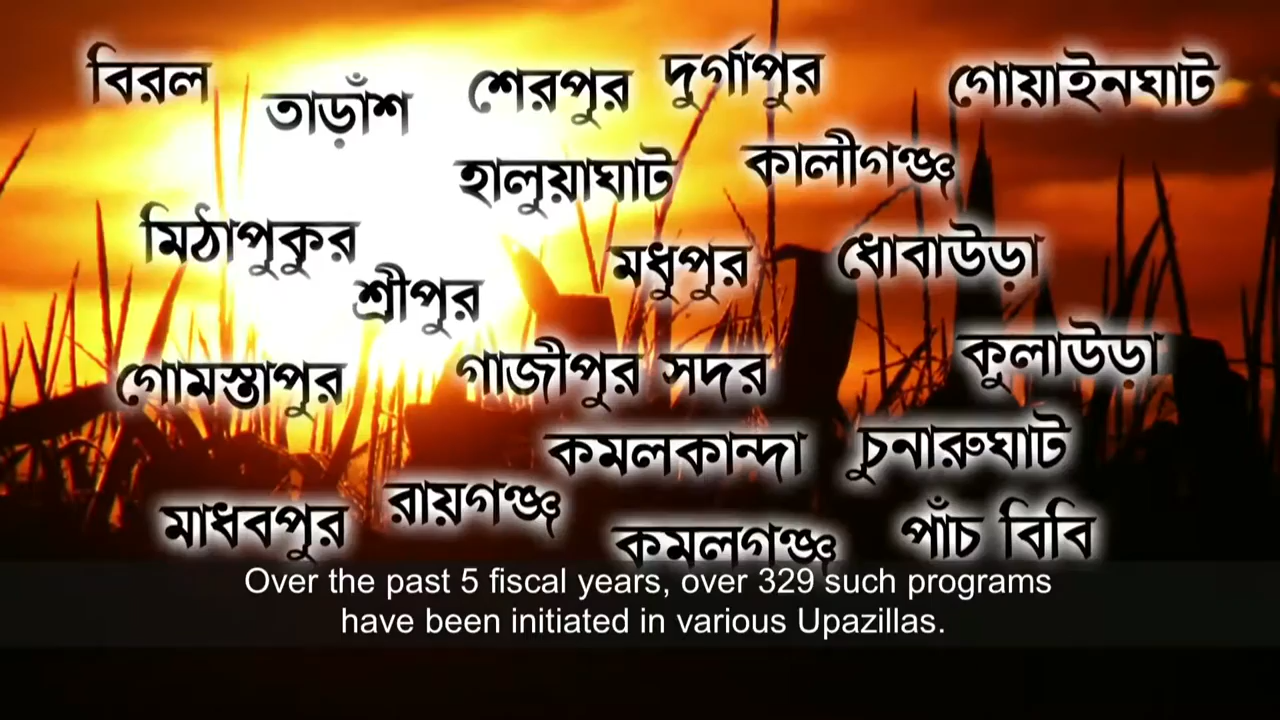 বিরল
তাড়াঁশ
শেরপুর
দুর্গাপুর
গোয়াইনঘাট
হালুয়াঘাট
কালীগঞ্জ
মিঠাপুকুর
শ্রীপুর
মধুপুর
ধোবাউড়া
গোমস্তাপুর
গাজীপুর সদর
কুলাউড়া
কমলকান্দা
চুনারুঘাট
মাধবপুর
রায়গঞ্জ
কমলগঞ্জ
পাঁচ বিবি
Over the past 5 fiscal years, over 329 such programs
have been initiated in various Upazillas.